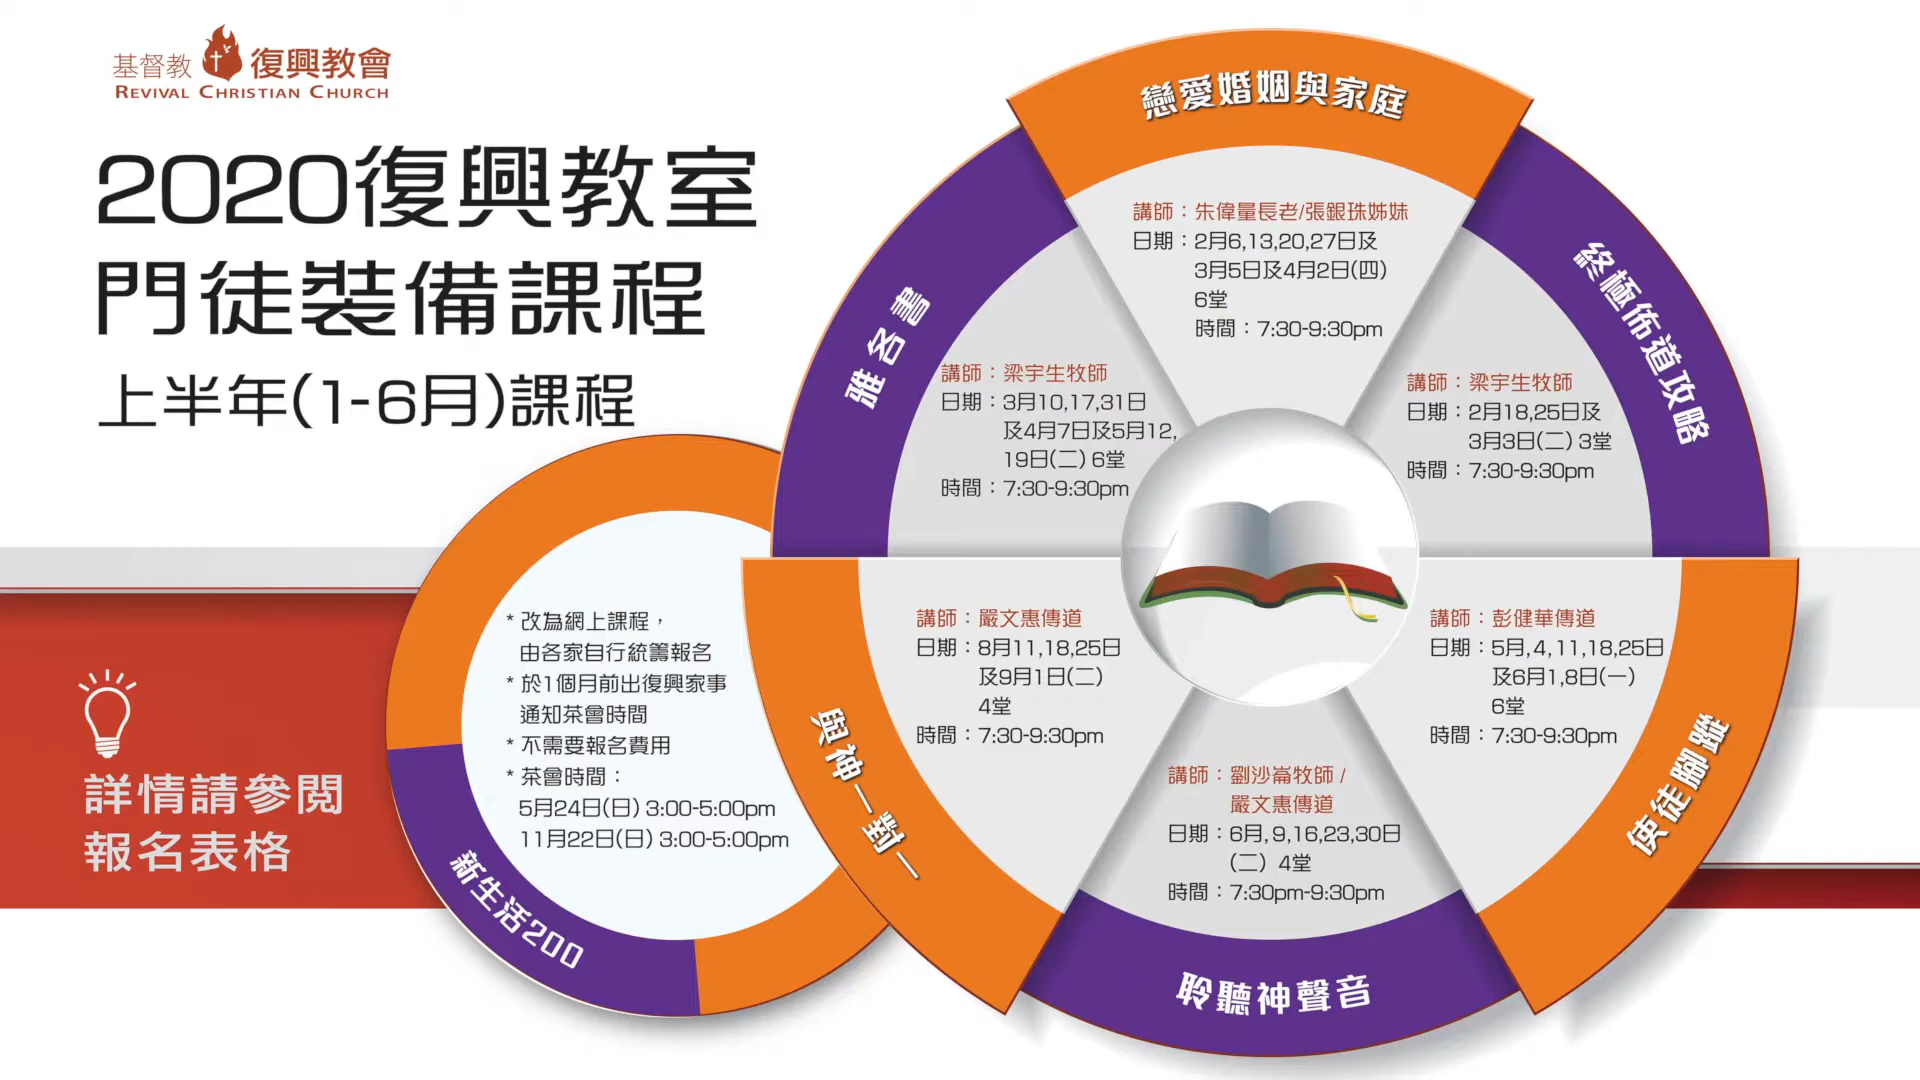 基督教 復興教會
REVIVAL CHRISTIAN CHURCH
2020復興教室
門徒裝備課程
上半年(1-6月)課程
戀愛婚姻與家庭
講師：朱偉量長老/張銀珠姊妹
日期：2月6,13,20,27日及
3月5日及4月2日(四)
6堂
時間：7:30-9:30pm
終極佈道攻略
講師：梁宇生牧師
日期：2月18,25日及
3月3日(二) 3堂
時間：7:30-9:30pm
雅各書
講師：梁宇生牧師
日期：3月10,17,31日
及4月7日及5月12,
19日(二) 6堂
時間：7:30-9:30pm
使徒腳蹤
講師：彭健華傳道
日期：5月,4,11,18,25日
及6月1,8日(一)
6堂
時間：7:30-9:30pm
聆聽神聲音
講師：劉沙崙牧師 /
嚴文惠傳道
日期：6月, 9,16,23,30日
(二) 4堂
時間：7:30pm-9:30pm
與神一對一
講師：嚴文惠傳道
日期：8月11,18,25日
及9月1日(二)
4堂
時間：7:30-9:30pm
新生活200
* 改為網上課程，
由各家自行統籌報名
* 於1個月前出復興家事
通知茶會時間
* 不需要報名費用
* 茶會時間：
5月24日(日) 3:00-5:00pm
11月22日(日) 3:00-5:00pm
詳情請參閱
報名表格